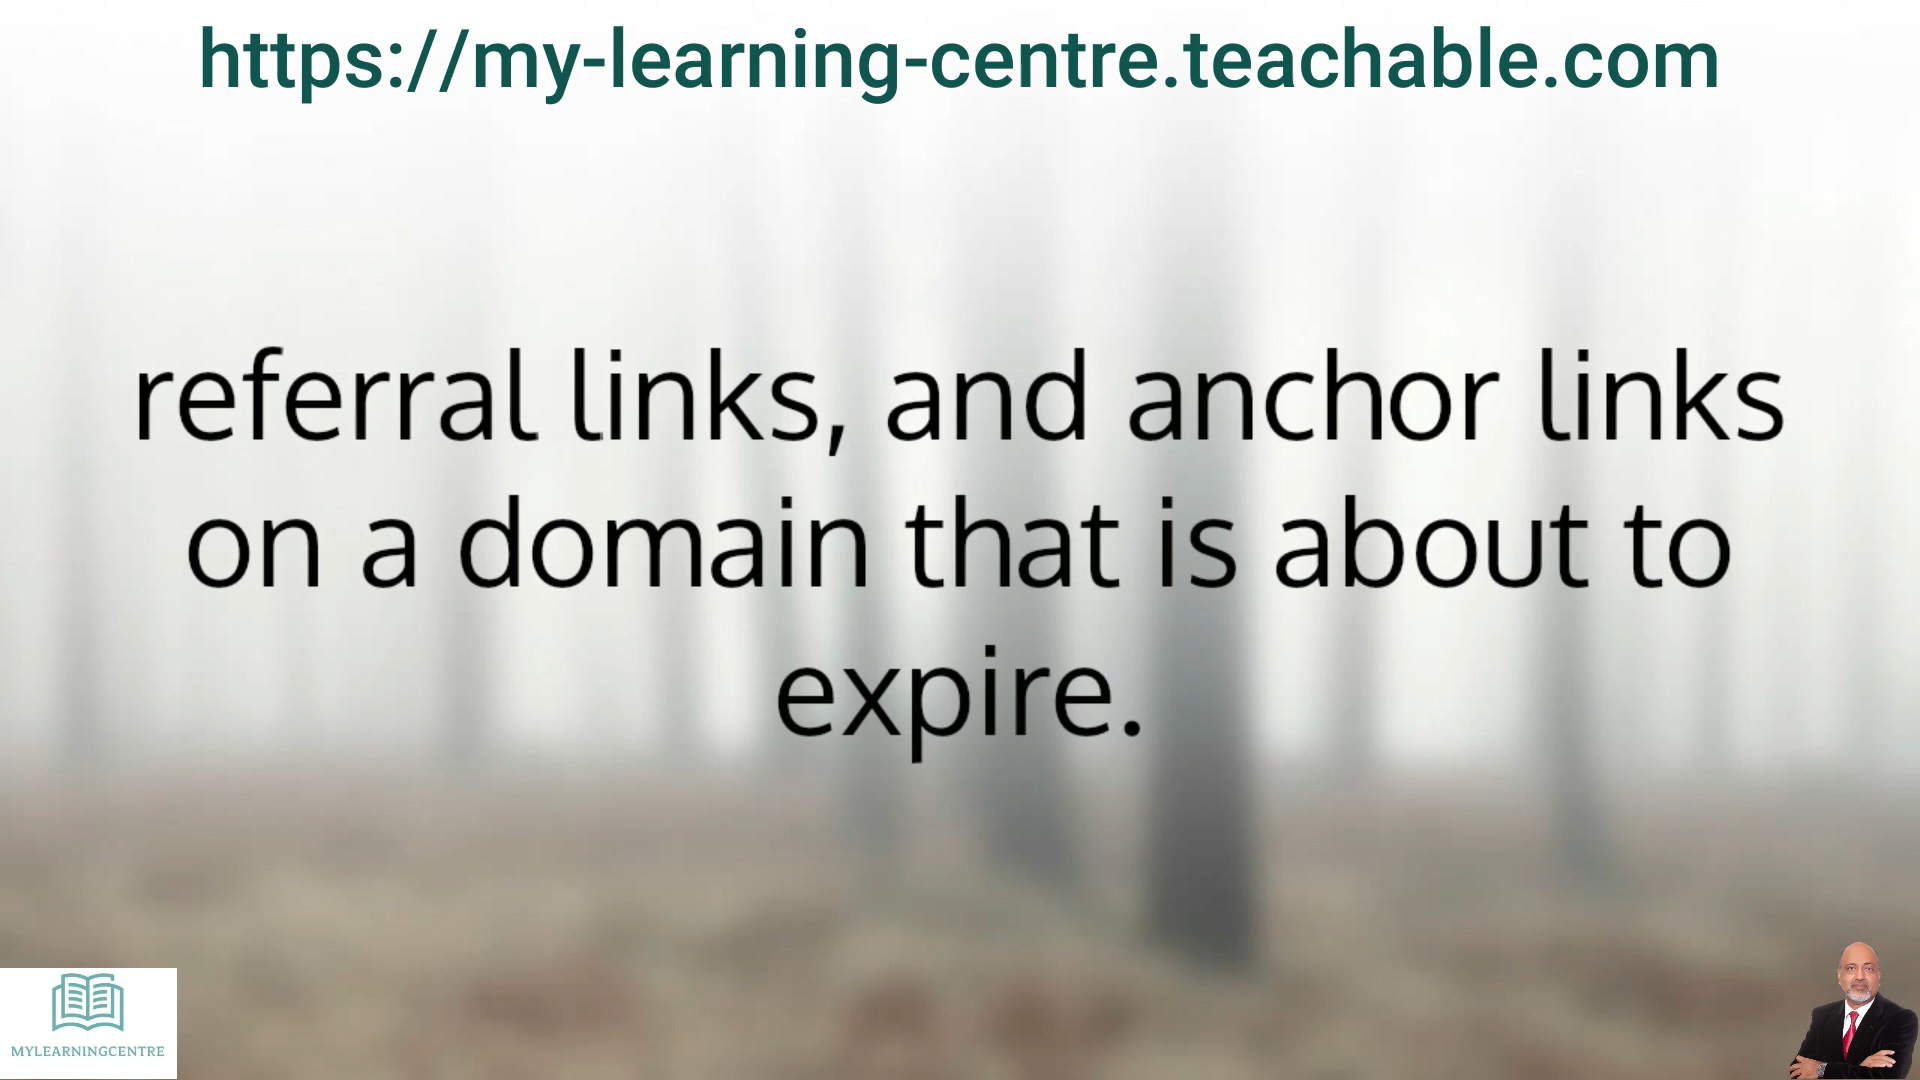 https://my-learning-centre.teachable.com
referral links, and anchor links
on a domain that is about to
expire.
MYLEARNINGCENTRE